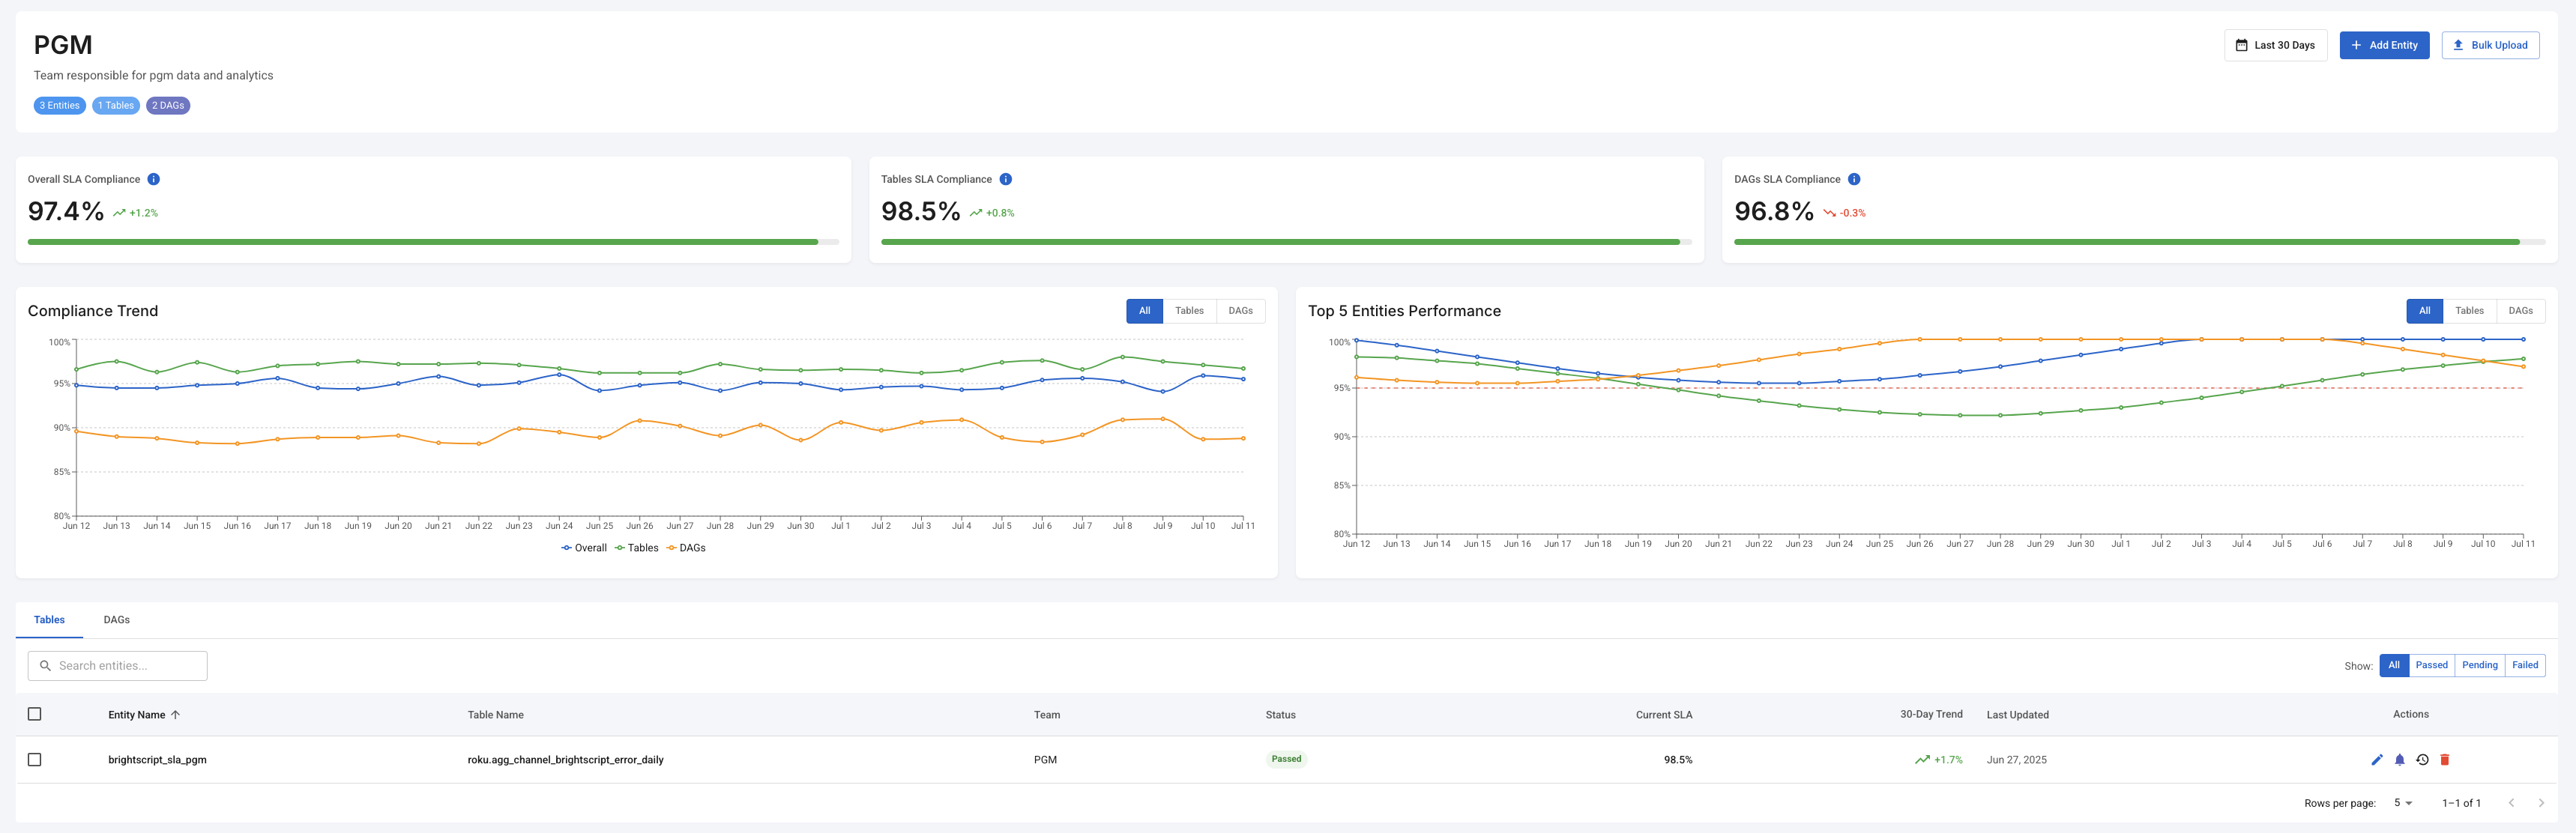 PGM
Last 30 Days
Add Entity
Bulk Upload
Team responsible for pgm data and analytics
3 Entities
1 Tables
2 DAGs
Overall SLA Compliance
97.4% +1.2%
Tables SLA Compliance
98.5% +0.8%
DAGs SLA Compliance
96.8% -0.3%
Compliance Trend
All Tables DAGs
100%
95%
90%
85%
80%
Jun 12 Jun 13 Jun 14 Jun 15 Jun 16 Jun 17 Jun 18 Jun 19 Jun 20 Jun 21 Jun 22 Jun 23 Jun 24 Jun 25 Jun 26 Jun 27 Jun 28 Jun 29 Jun 30 Jul 1 Jul 2 Jul 3 Jul 4 Jul 5 Jul 6 Jul 7 Jul 8 Jul 9 Jul 10 Jul 11
Overall Tables DAGs
Top 5 Entities Performance
All Tables DAGs
100%
95%
90%
85%
80%
Jun 12 Jun 13 Jun 14 Jun 15 Jun 16 Jun 17 Jun 18 Jun 19 Jun 20 Jun 21 Jun 22 Jun 23 Jun 24 Jun 25 Jun 26 Jun 27 Jun 28 Jun 29 Jun 30 Jul 1 Jul 2 Jul 3 Jul 4 Jul 5 Jul 6 Jul 7 Jul 8 Jul 9 Jul 10 Jul 11
Tables DAGs
Search entities...
Show: All Passed Pending Failed
Entity Name Table Name Team Status Current SLA 30-Day Trend Last Updated Actions
brightscript_sla_pgm roku.agg_channel_brightscript_error_daily PGM Passed 98.5% +1.7% Jun 27, 2025
Rows per page: 5 1–1 of 1